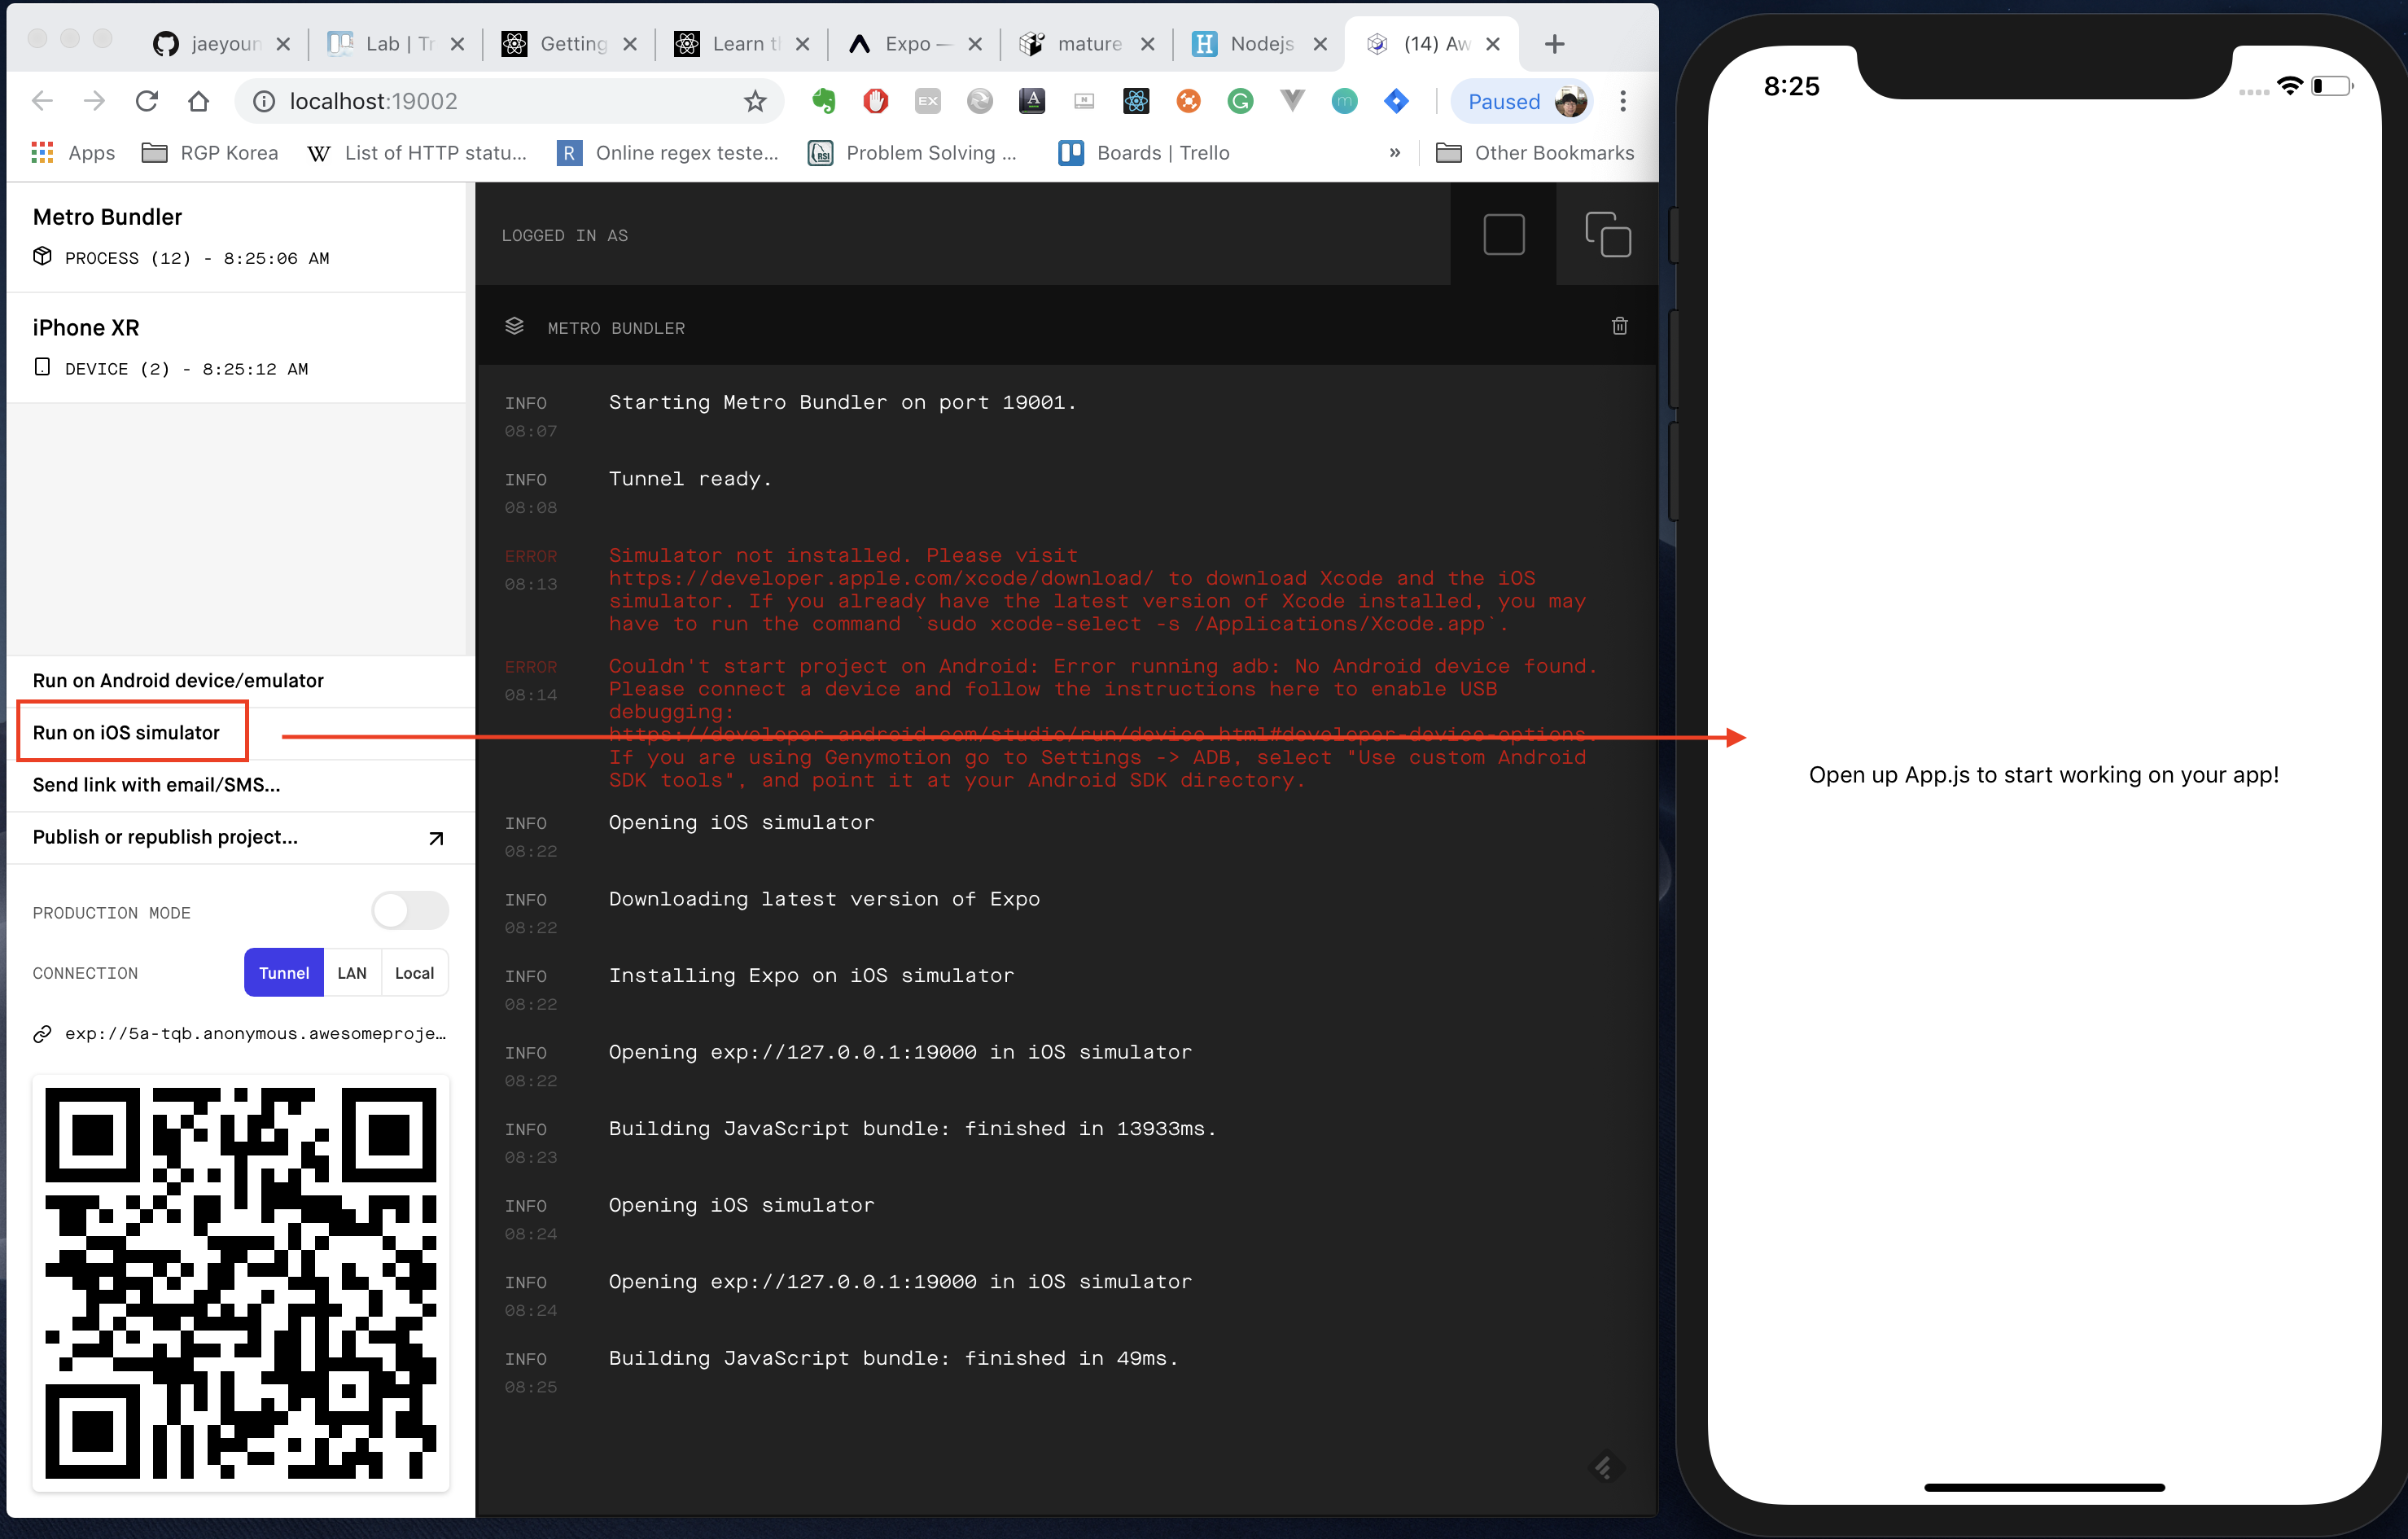 jaeyoun
Lab | Tr
Getting
Learn t
Expo —
mature
Nodejs
(14) Aw
localhost:19002
Paused
Apps
RGP Korea
List of HTTP statu...
Online regex teste...
Problem Solving ...
Boards | Trello
»
Other Bookmarks
Metro Bundler
PROCESS (12) - 8:25:06 AM
iPhone XR
DEVICE (2) - 8:25:12 AM
Run on Android device/emulator
Run on iOS simulator
Send link with email/SMS...
Publish or republish project...
PRODUCTION MODE
CONNECTION
Tunnel
LAN
Local
exp://5a-tqb.anonymous.awesomeproje…
LOGGED IN AS
METRO BUNDLER
INFO
08:07
Starting Metro Bundler on port 19001.
INFO
08:08
Tunnel ready.
ERROR
08:13
Simulator not installed. Please visit
https://developer.apple.com/xcode/download/ to download Xcode and the iOS
simulator. If you already have the latest version of Xcode installed, you may
have to run the command `sudo xcode-select -s /Applications/Xcode.app`.
ERROR
08:14
Couldn't start project on Android: Error running adb: No Android device found.
Please connect a device and follow the instructions here to enable USB
debugging:
https://developer.android.com/studio/run/device.html#developer-device-options.
If you are using Genymotion go to Settings -> ADB, select "Use custom Android
SDK tools", and point it at your Android SDK directory.
INFO
08:22
Opening iOS simulator
INFO
08:22
Downloading latest version of Expo
INFO
08:22
Installing Expo on iOS simulator
INFO
08:22
Opening exp://127.0.0.1:19000 in iOS simulator
INFO
08:23
Building JavaScript bundle: finished in 13933ms.
INFO
08:24
Opening iOS simulator
INFO
08:24
Opening exp://127.0.0.1:19000 in iOS simulator
INFO
08:25
Building JavaScript bundle: finished in 49ms.
8:25
Open up App.js to start working on your app!